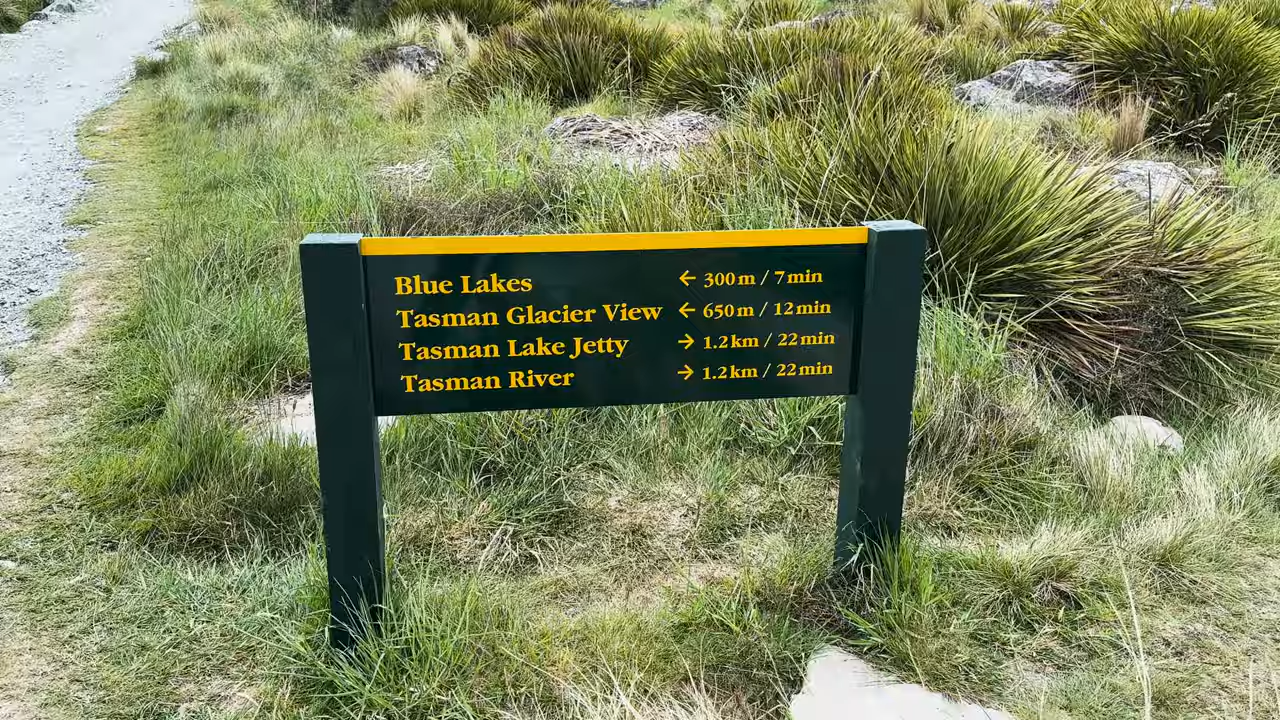 Blue Lakes ← 300 m / 7 min
Tasman Glacier View ← 650 m / 12 min
Tasman Lake Jetty → 1.2 km / 22 min
Tasman River → 1.2 km / 22 min